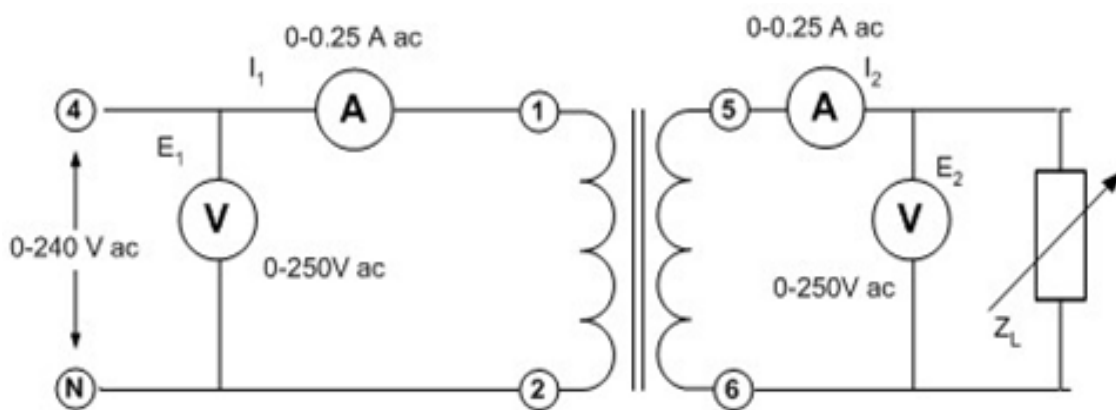 0-0.25 A ac
0-0.25 A ac
I₁
I₂
4
A
1
5
A
E₁
E₂
V
V
0-240 V ac
0-250V ac
0-250V ac
Z_L
N
2
6